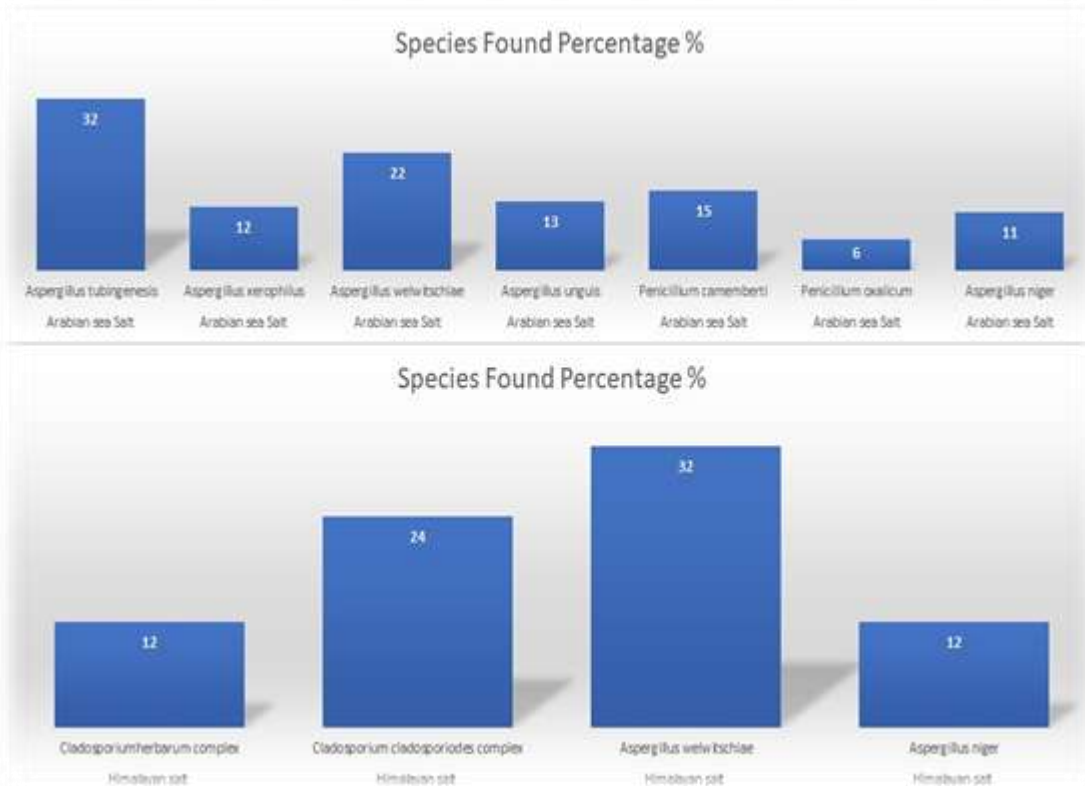 Species Found Percentage %
32
12
22
13
15
6
11
Aspergillus tubingenesis Aspergillus xerophilus Aspergillus welwitschiae Aspergillus unguis Penicillium camemberti Penicillium oxalicum Aspergillus niger
Arabian sea Salt Arabian sea Salt Arabian sea Salt Arabian sea Salt Arabian sea Salt Arabian sea Salt Arabian sea Salt
Species Found Percentage %
12
24
32
12
Cladosporiumherbarum complex Cladosporium cladosporiodes complex Aspergillus welwitschiae Aspergillus niger
Himalayan salt Himalayan salt Himalayan salt Himalayan salt